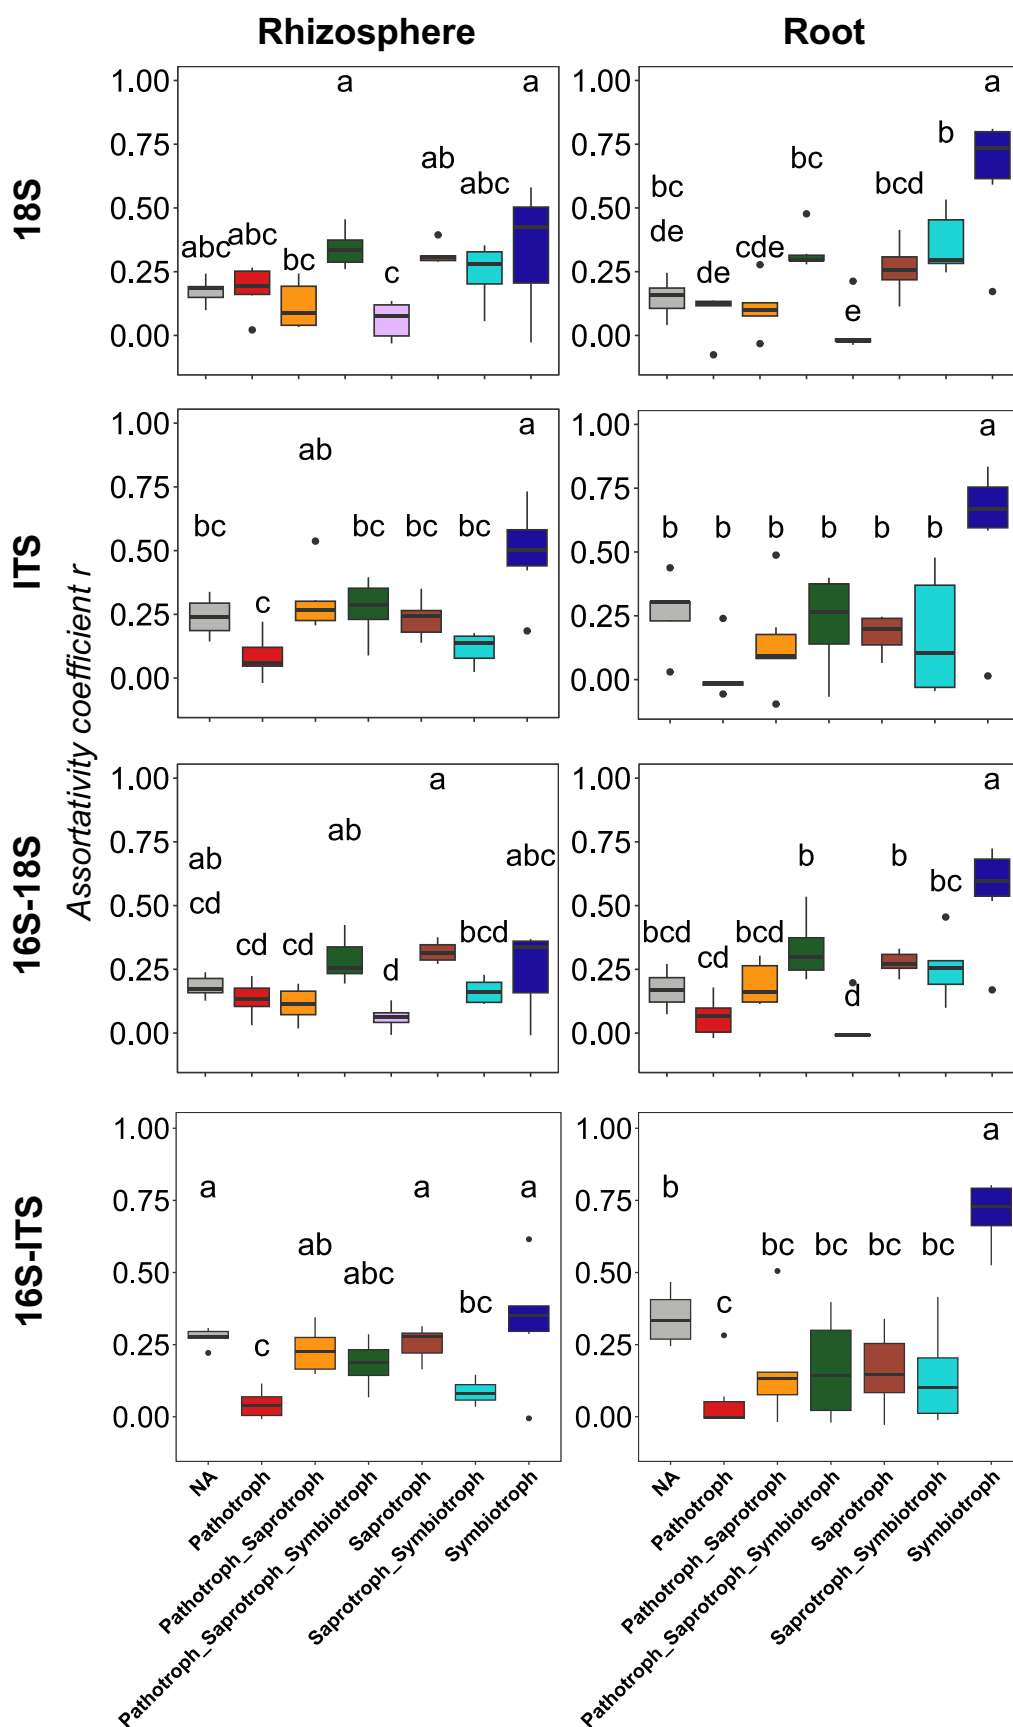 Rhizosphere
Root
18S
1.00
0.75
0.50
0.25
0.00
abc
abc
bc
a
c
ab
abc
a
bc
de
de
cde
bc
e
bcd
b
a
ITS
1.00
0.75
0.50
0.25
0.00
bc
c
ab
bc
bc
bc
a
1.00
0.75
0.50
0.25
0.00
b
b
b
b
b
b
a
Assortativity coefficient r
16S-18S
1.00
0.75
0.50
0.25
0.00
ab
cd
cd
cd
ab
d
a
bcd
abc
1.00
0.75
0.50
0.25
0.00
bcd
cd
bcd
b
d
b
bc
a
16S-ITS
1.00
0.75
0.50
0.25
0.00
a
c
ab
abc
a
bc
a
1.00
0.75
0.50
0.25
0.00
b
c
bc
bc
bc
bc
a
NA
Pathotroph
Pathotroph_Saprotroph
Pathotroph_Saprotroph_Symbiotroph
Saprotroph
Saprotroph_Symbiotroph
Symbiotroph
NA
Pathotroph
Pathotroph_Saprotroph
Pathotroph_Saprotroph_Symbiotroph
Saprotroph
Saprotroph_Symbiotroph
Symbiotroph
1.00
0.75
0.50
0.25
0.00